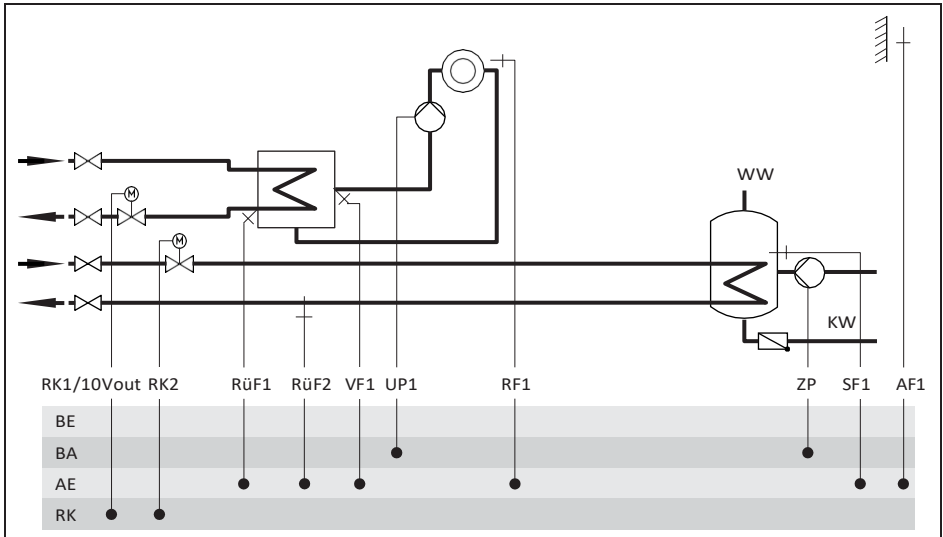 M
M
WW
KW
RK1/10Vout RK2 RüF1 RüF2 VF1 UP1 RF1 ZP SF1 AF1
BE
BA
AE
RK